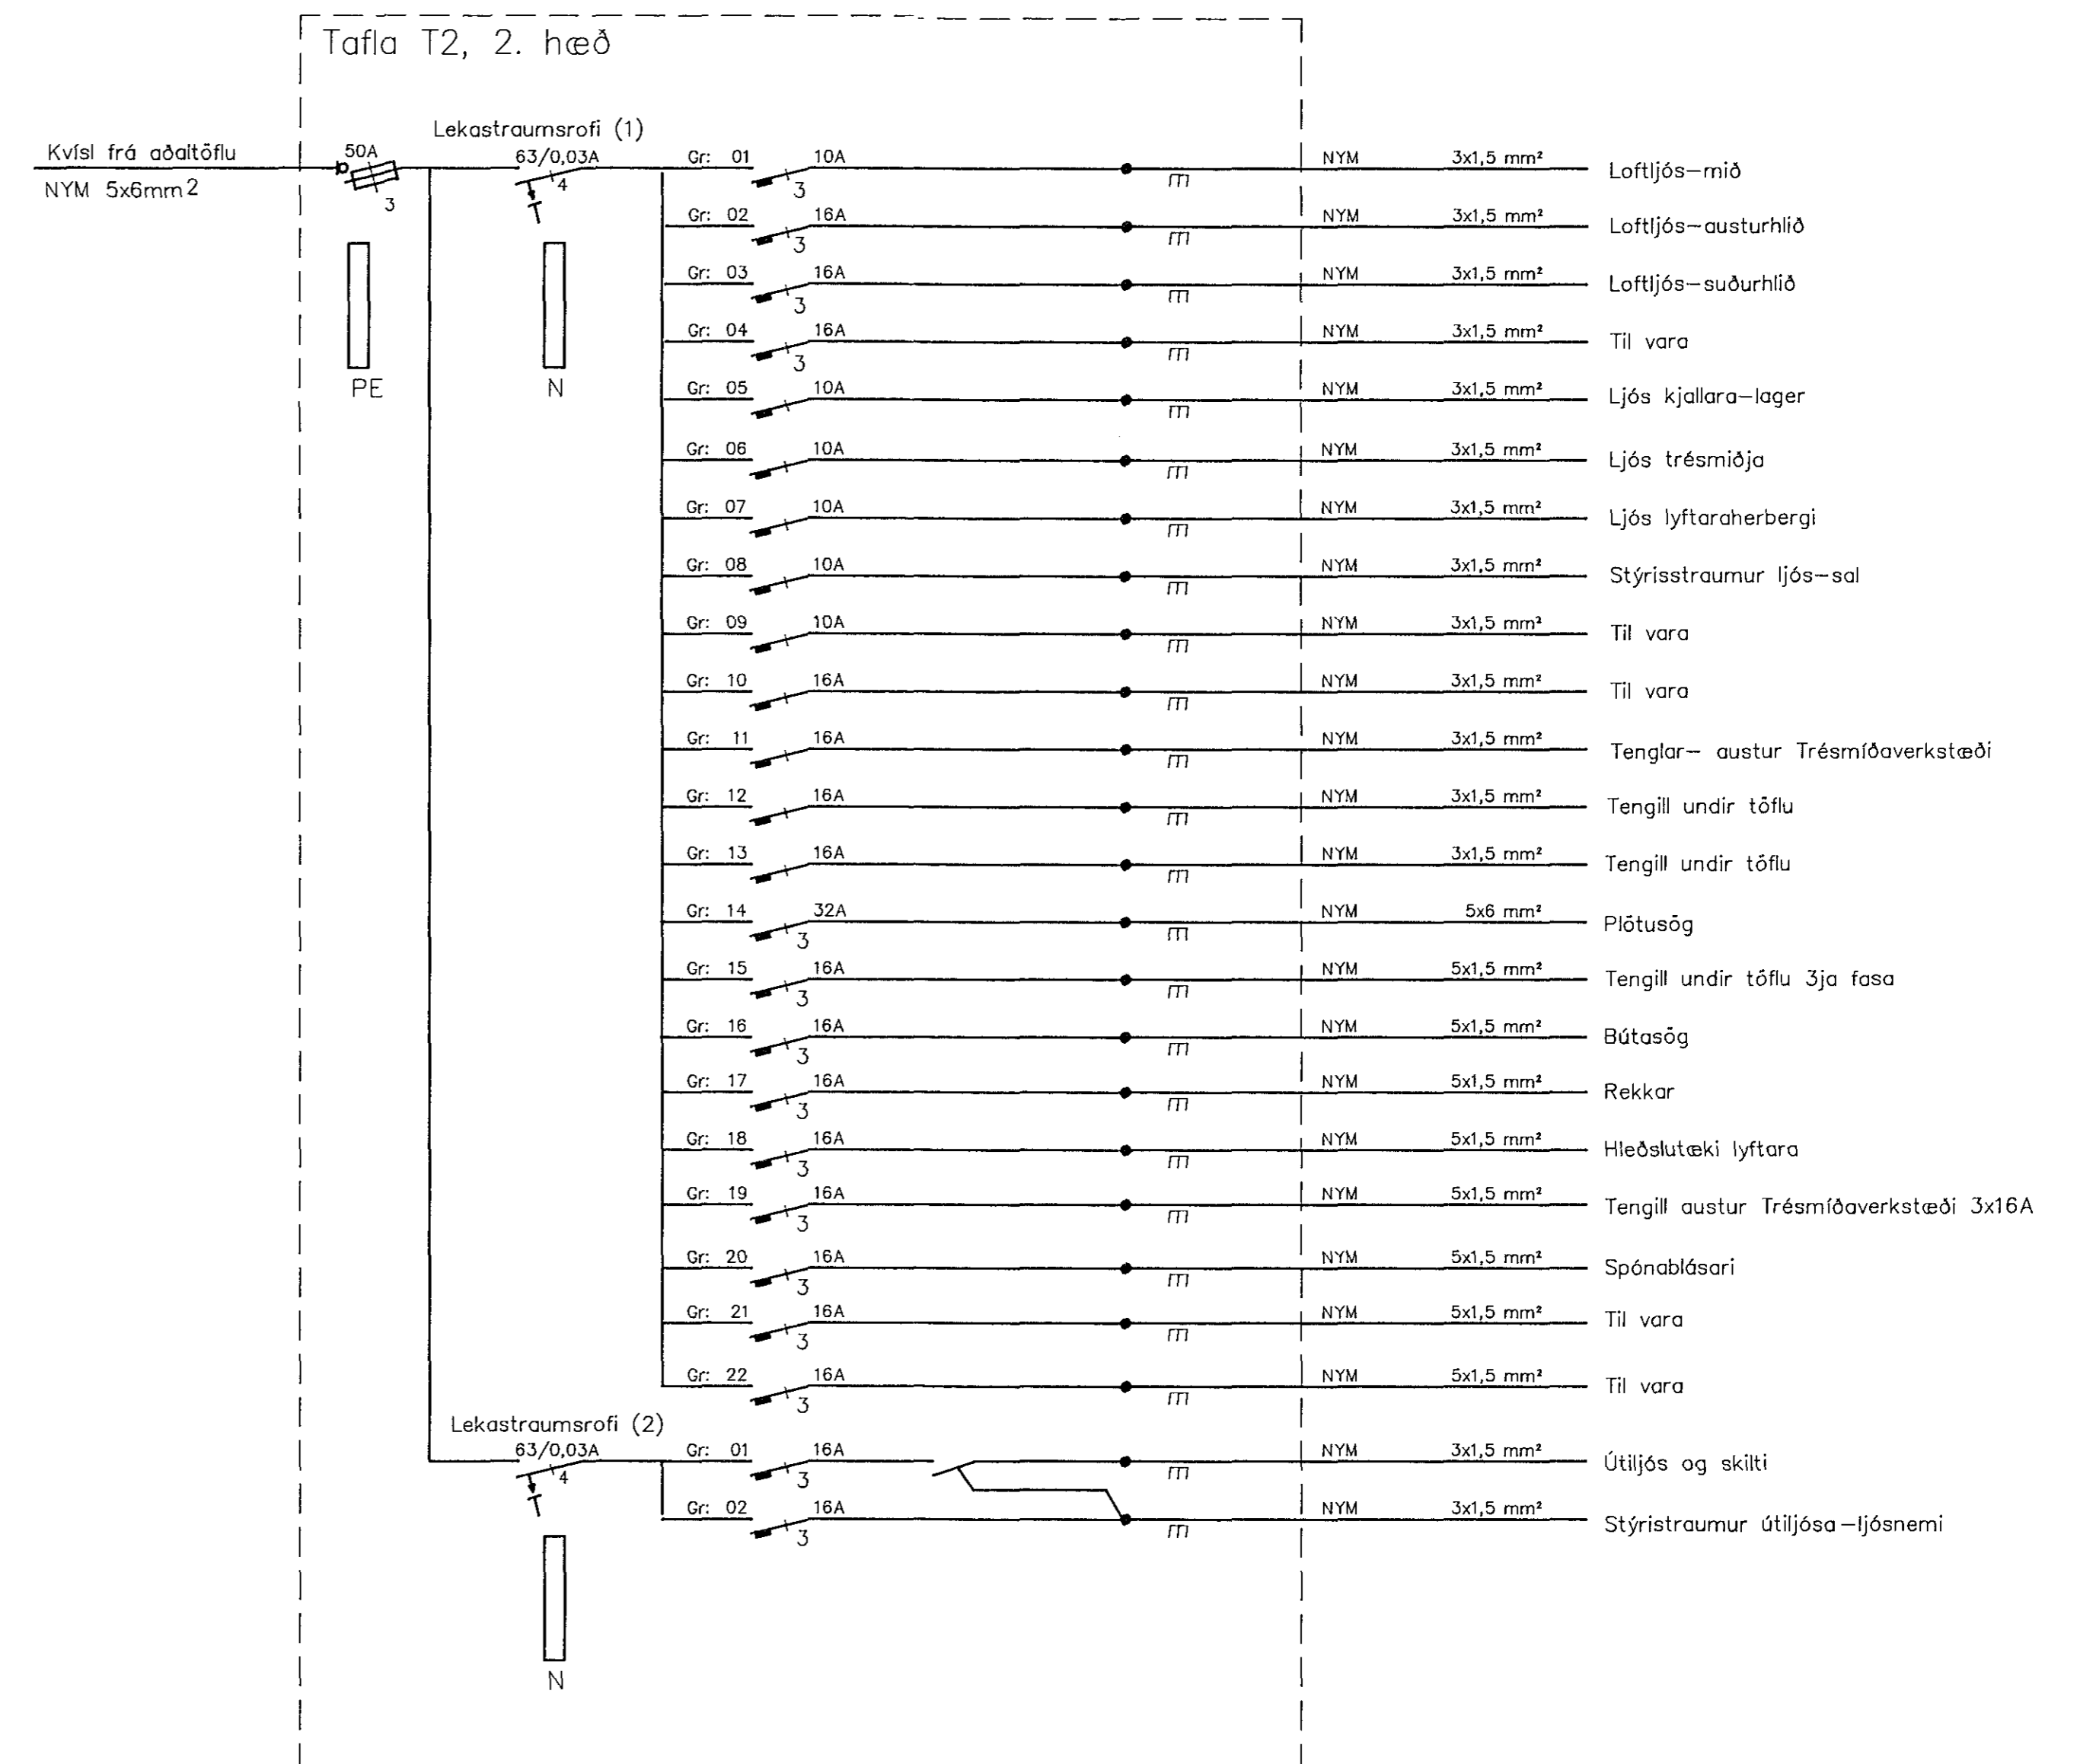 Tafla T2, 2. hæð
Lekastraumsrofi (1)
Kvísl frá aðaltöflu 50A 63/0,03A Gr: 01 10A NYM 3x1,5 mm² Loftljós-mið
NYM 5x6mm2 3 4 3
Gr: 02 16A NYM 3x1,5 mm² Loftljós-austurhlið
3
Gr: 03 16A NYM 3x1,5 mm² Loftljós-suðurhlið
3
Gr: 04 16A NYM 3x1,5 mm² Til vara
3
PE N
Gr: 05 10A NYM 3x1,5 mm² Ljós kjallara-lager
Gr: 06 10A NYM 3x1,5 mm² Ljós trésmiðja
Gr: 07 10A NYM 3x1,5 mm² Ljós lyftaraherbergi
Gr: 08 10A NYM 3x1,5 mm² Stýrisstraumur ljós-sal
Gr: 09 10A NYM 3x1,5 mm² Til vara
Gr: 10 16A NYM 3x1,5 mm² Til vara
Gr: 11 16A NYM 3x1,5 mm² Tenglar- austur Trésmíðaverkstæði
Gr: 12 16A NYM 3x1,5 mm² Tengill undir töflu
Gr: 13 16A NYM 3x1,5 mm² Tengill undir töflu
Gr: 14 32A NYM 5x6 mm² Plötusög
3
Gr: 15 16A NYM 5x1,5 mm² Tengill undir töflu 3ja fasa
3
Gr: 16 16A NYM 5x1,5 mm² Bútasög
3
Gr: 17 16A NYM 5x1,5 mm² Rekkar
3
Gr: 18 16A NYM 5x1,5 mm² Hleðslutæki lyftara
3
Gr: 19 16A NYM 5x1,5 mm² Tengill austur Trésmíðaverkstæði 3x16A
3
Gr: 20 16A NYM 5x1,5 mm² Spónablásari
3
Gr: 21 16A NYM 5x1,5 mm² Til vara
3
Gr: 22 16A NYM 5x1,5 mm² Til vara
3
Lekastraumsrofi (2)
63/0,03A Gr: 01 16A NYM 3x1,5 mm² Útiljós og skilti
4 3
Gr: 02 16A NYM 3x1,5 mm² Stýristraumur útiljósa-ljósnemi
3
N